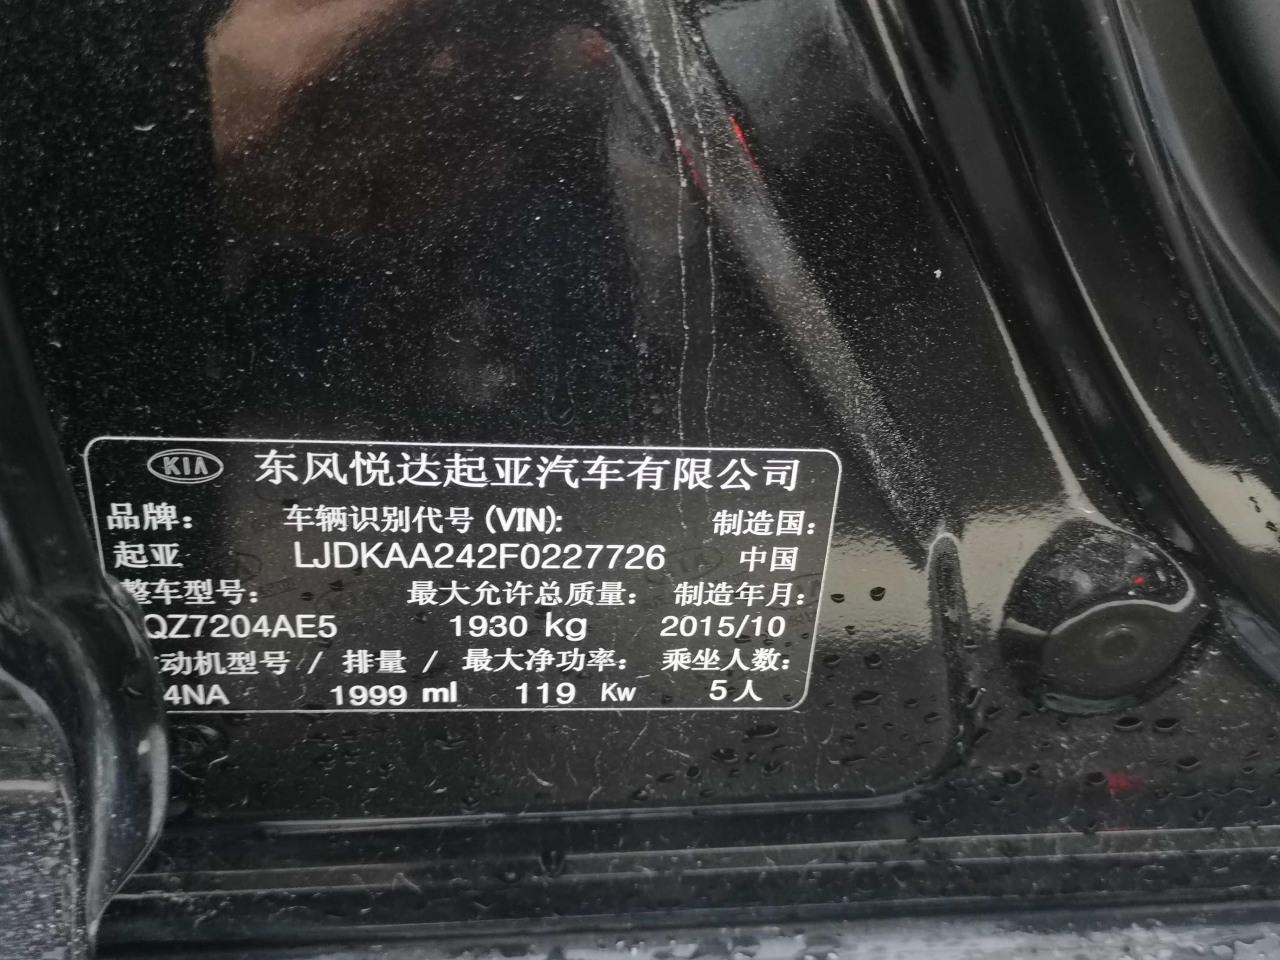 KIA 东风悦达起亚汽车有限公司
品牌： 车辆识别代号(VIN): 制造国：
起亚 LJDKAA242F0227726 中国
整车型号： 最大允许总质量： 制造年月：
QZ7204AE5 1930 kg 2015/10
动机型号 / 排量 / 最大净功率： 乘坐人数：
4NA 1999 ml 119 Kw 5人